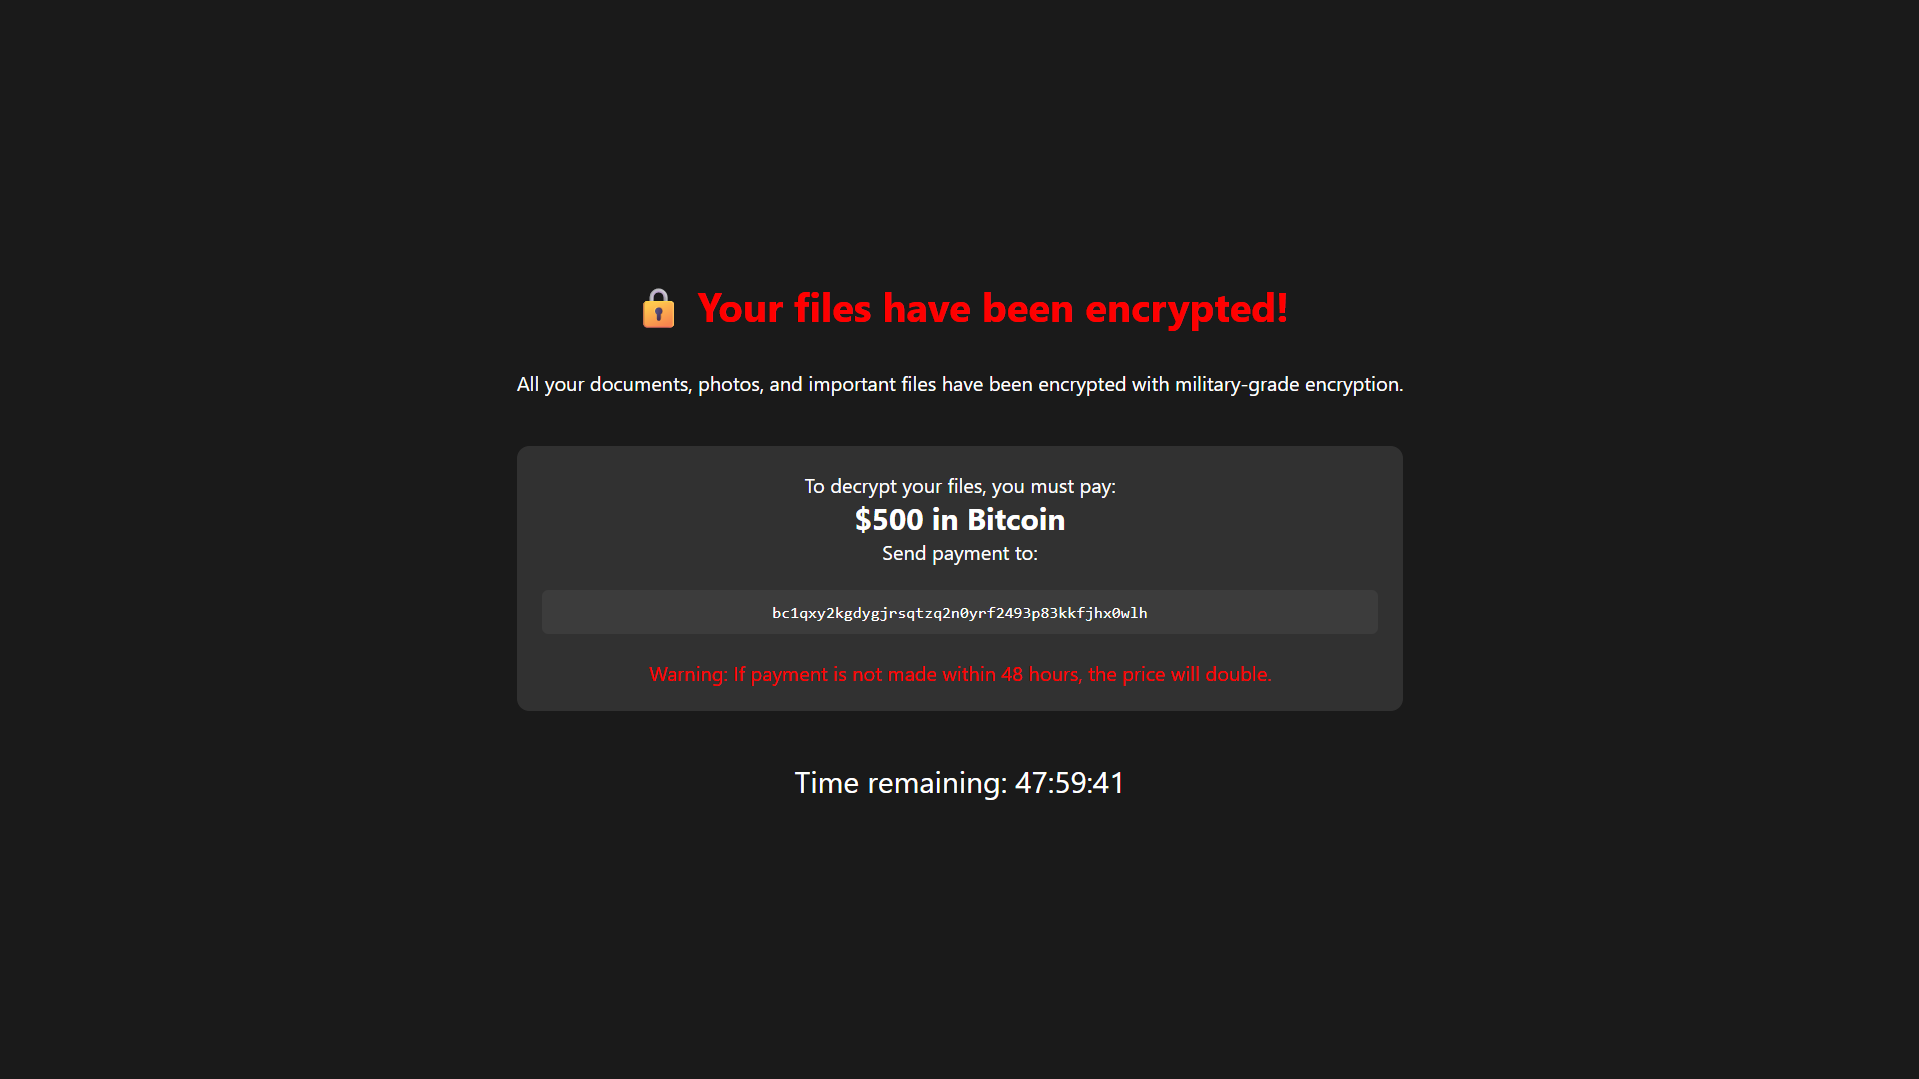 🔒 Your files have been encrypted!
All your documents, photos, and important files have been encrypted with military-grade encryption.
To decrypt your files, you must pay:
$500 in Bitcoin
Send payment to:
bc1qxy2kgdygjrsqtzq2n0yrf2493p83kkfjhx0wlh
Warning: If payment is not made within 48 hours, the price will double.
Time remaining: 47:59:41